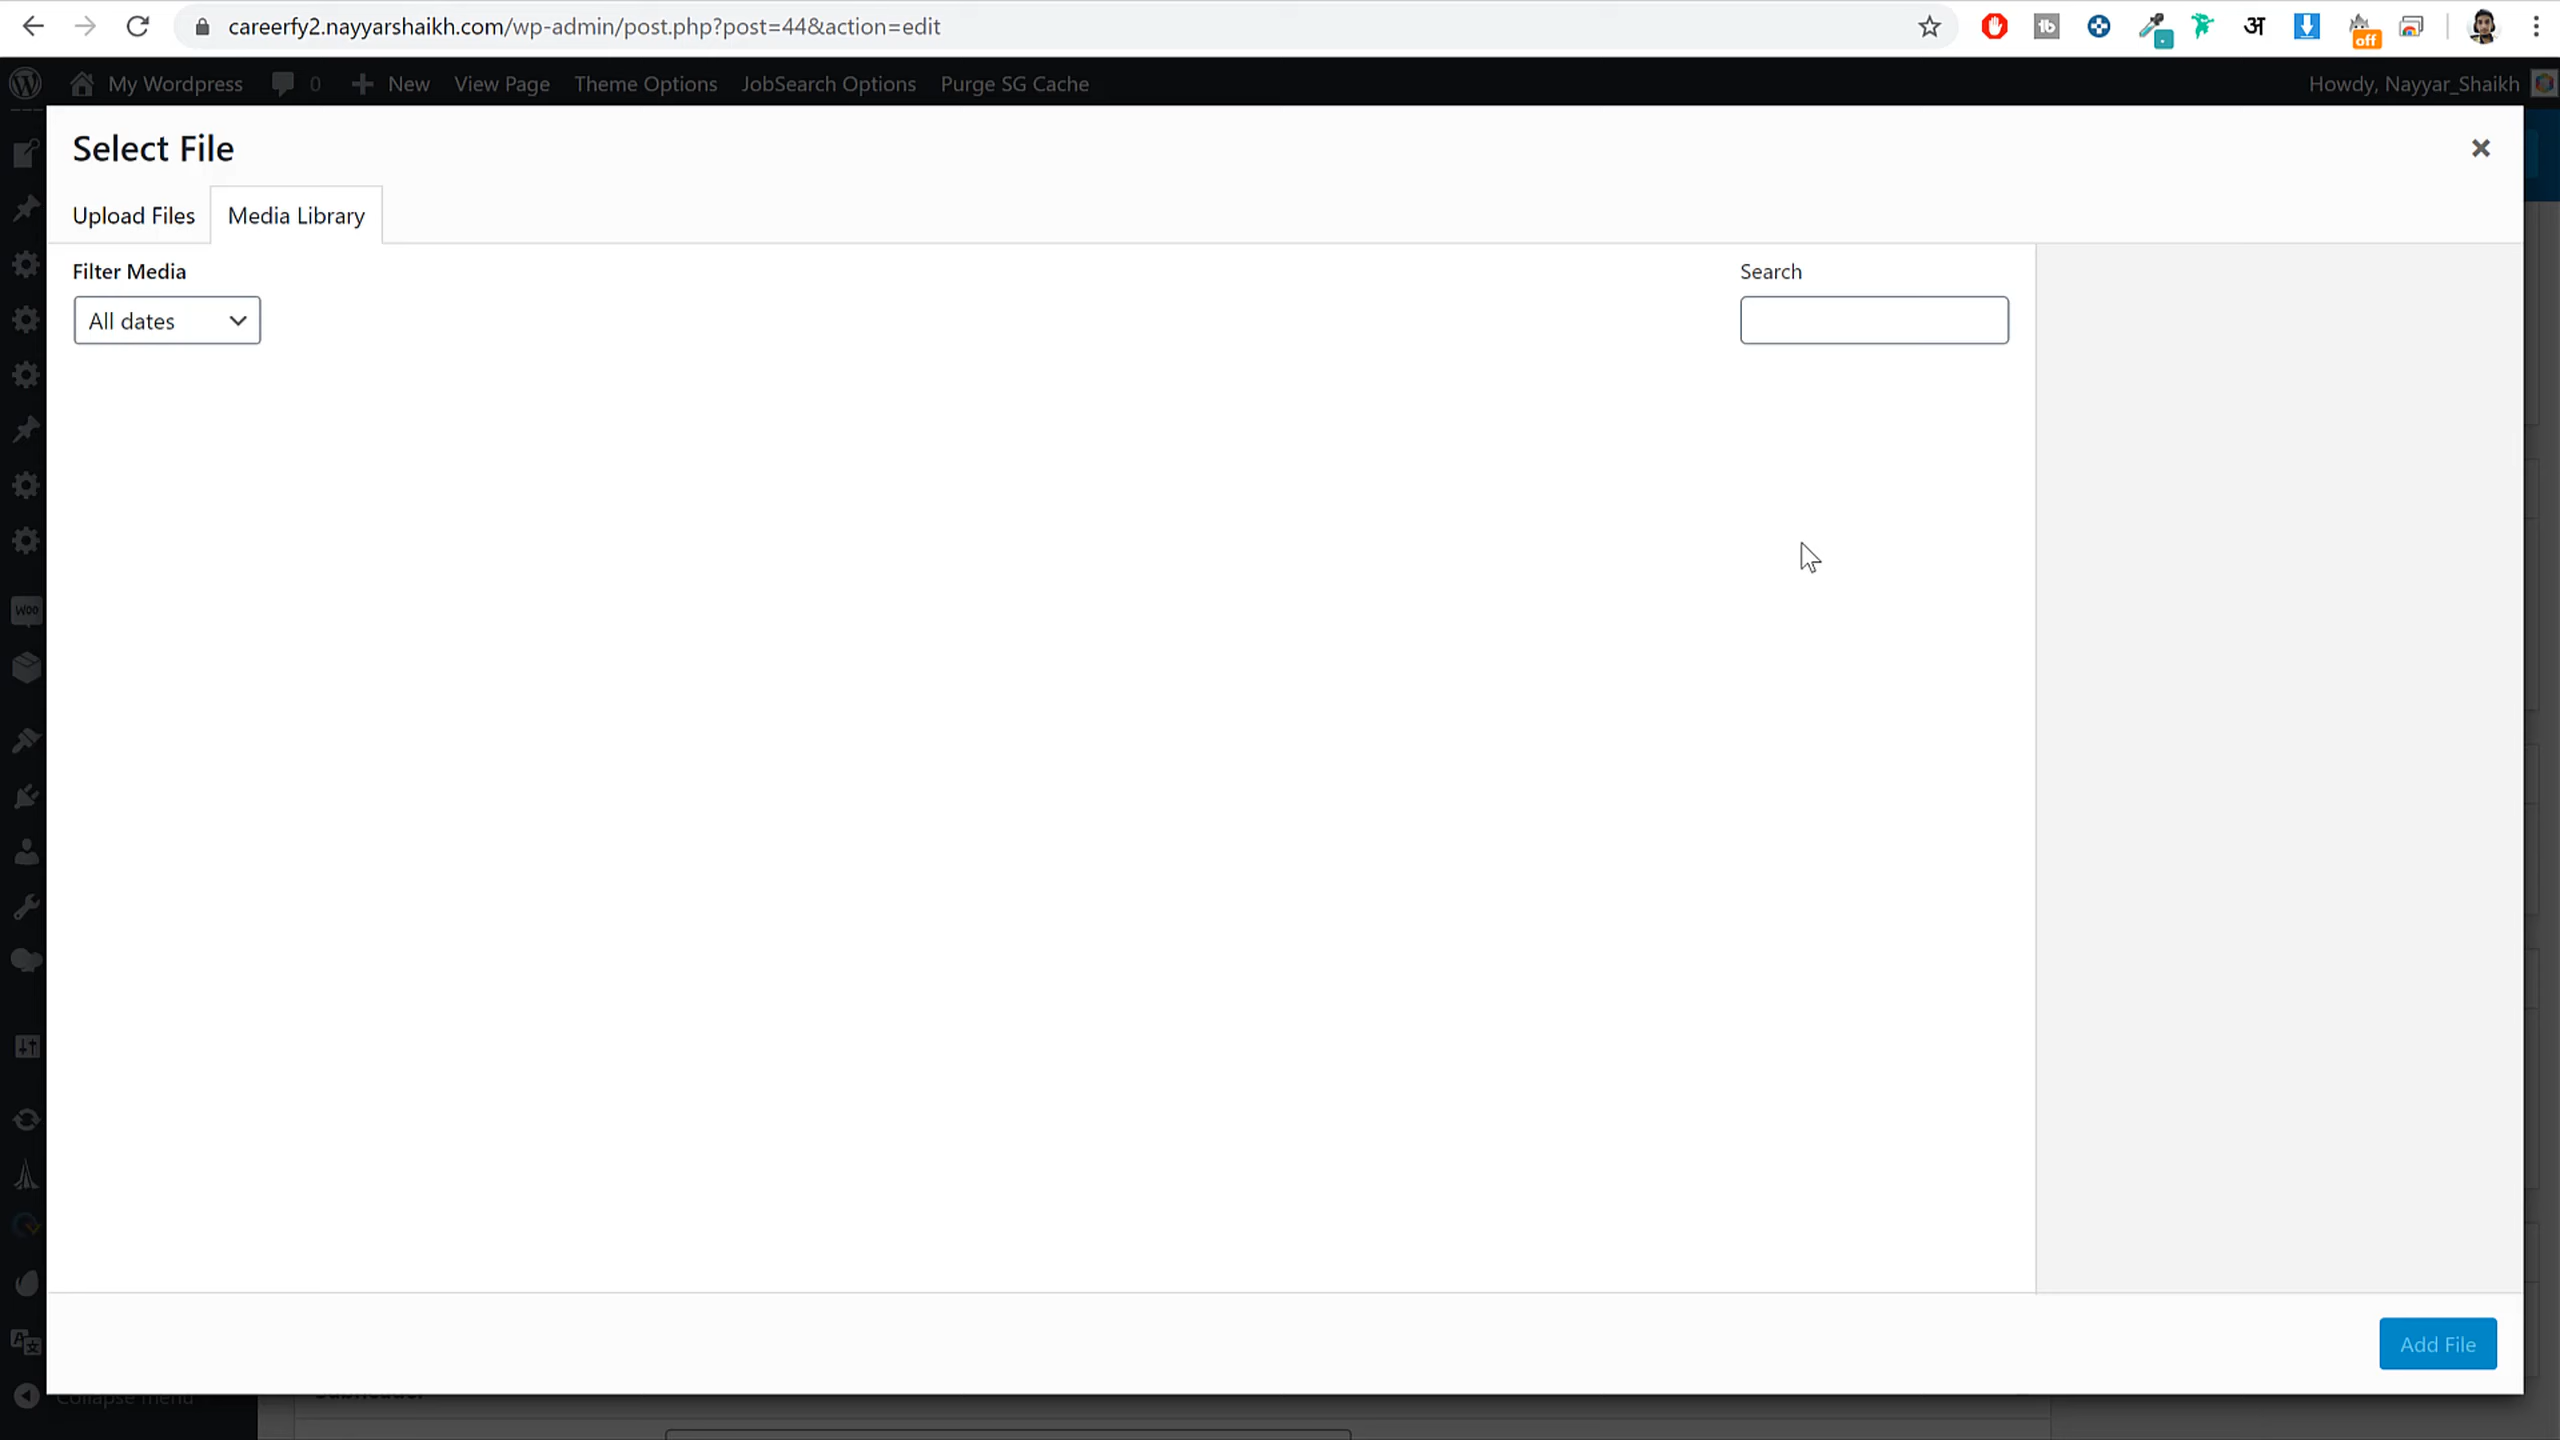 careerfy2.nayyarshaikh.com/wp-admin/post.php?post=44&action=edit
off
My Wordpress 0 New View Page Theme Options JobSearch Options Purge SG Cache Howdy, Nayyar_Shaikh
Select File
Upload Files Media Library
Filter Media Search
All dates
Woo
Add File
Collapse menu